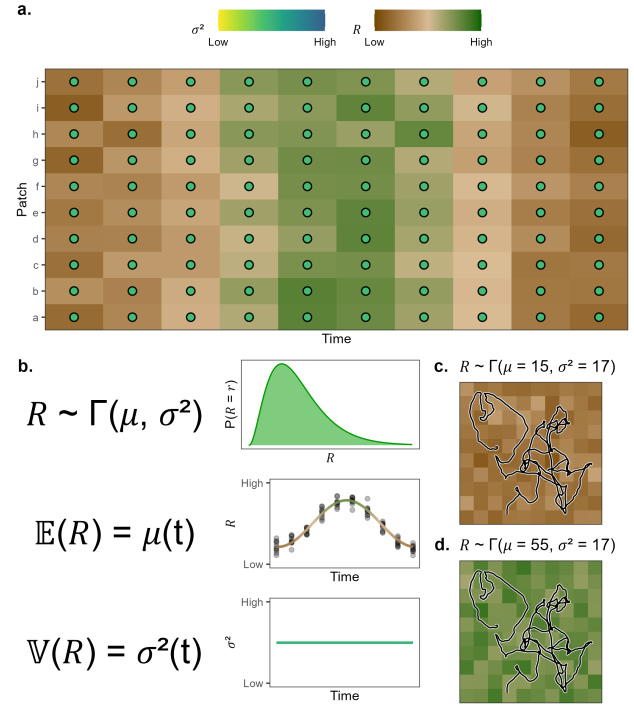 a.
σ²
Low
High
R
Low
High
Patch
j
i
h
g
f
e
d
c
b
a
Time
b.
R ~ Γ(μ, σ²)
P(R = r)
R
𝔼(R) = μ(t)
High
R
Low
Time
𝕍(R) = σ²(t)
High
σ²
Low
Time
c.
R ~ Γ(μ = 15, σ² = 17)
d.
R ~ Γ(μ = 55, σ² = 17)